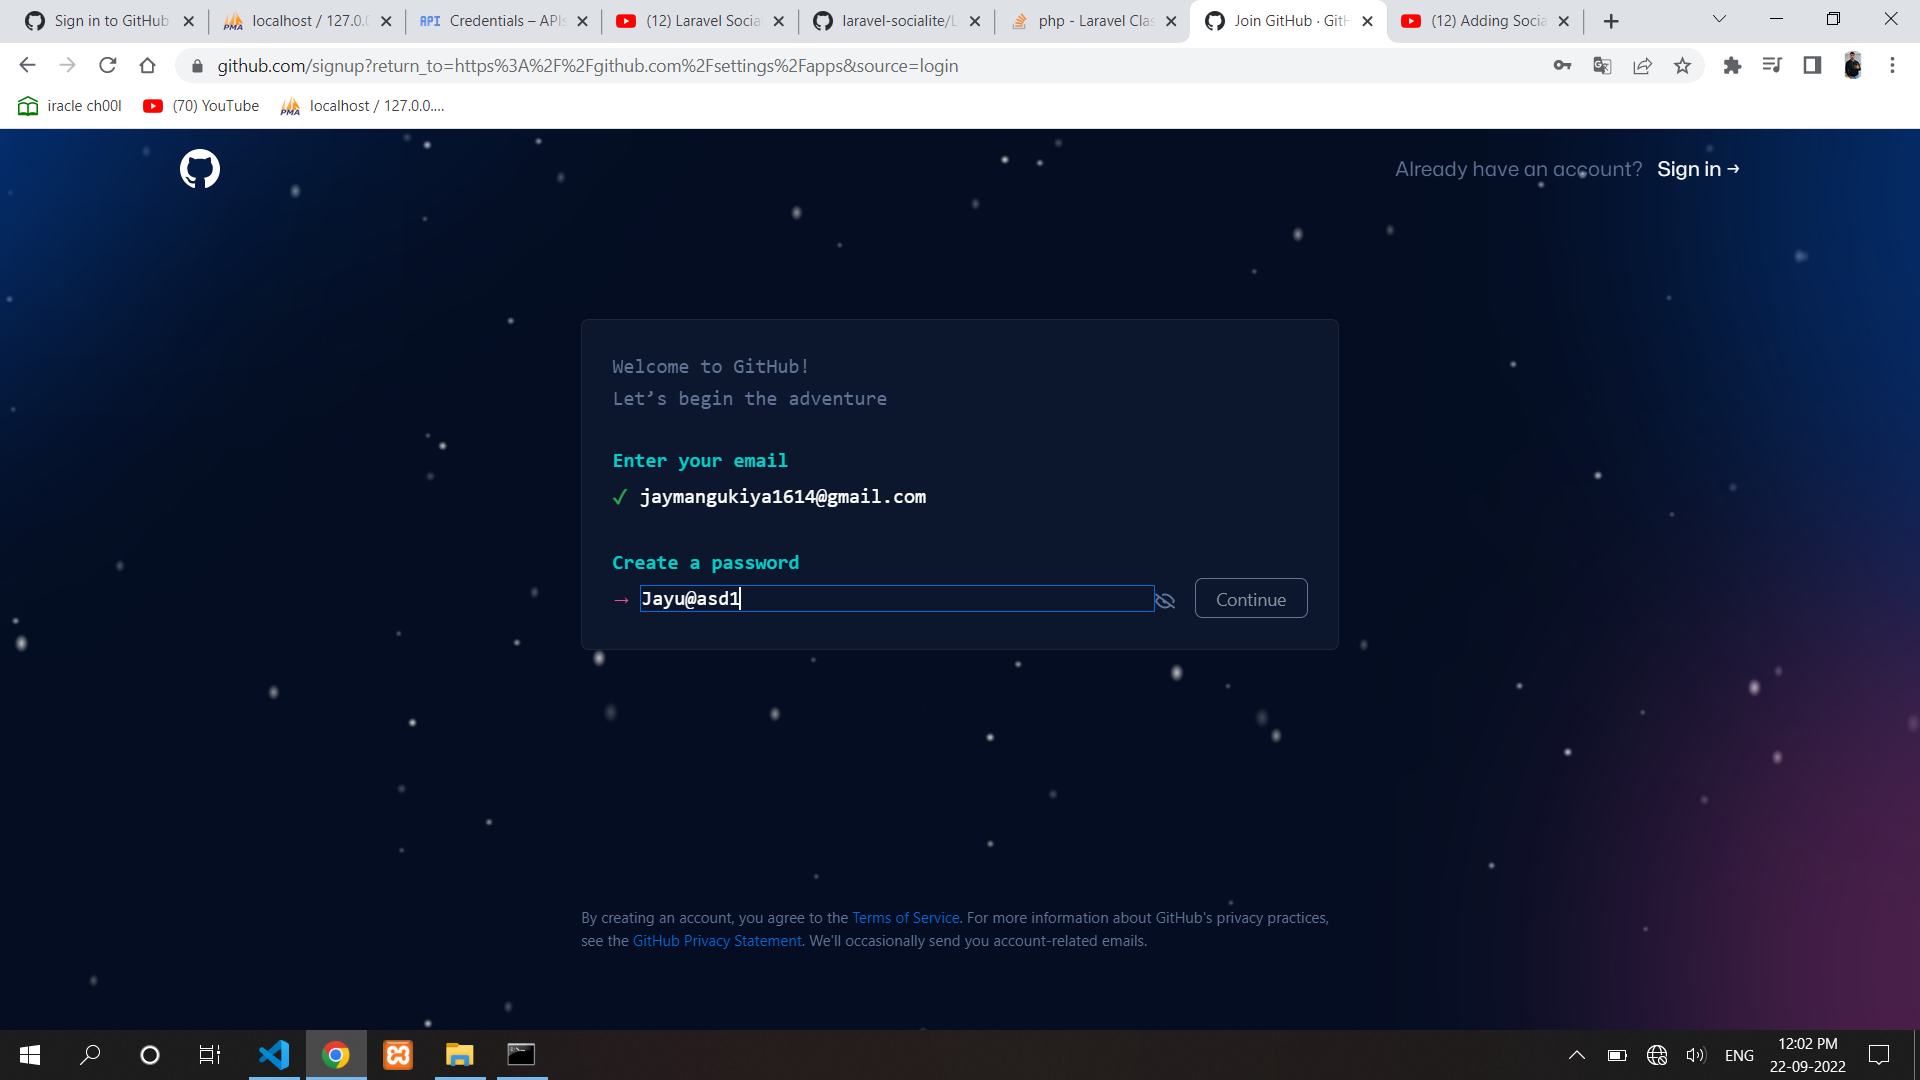 Sign in to GitHub
localhost / 127.0.0
Credentials – APIs
(12) Laravel Social
laravel-socialite/L
php - Laravel Clas
Join GitHub · GitH
(12) Adding Socia
github.com/signup?return_to=https%3A%2F%2Fgithub.com%2Fsettings%2Fapps&source=login
iracle ch00l
(70) YouTube
localhost / 127.0.0....
Already have an account? Sign in →
Welcome to GitHub!
Let’s begin the adventure
Enter your email
✓ jaymangukiya1614@gmail.com
Create a password
→ Jayu@asd1
Continue
By creating an account, you agree to the Terms of Service. For more information about GitHub's privacy practices,
see the GitHub Privacy Statement. We'll occasionally send you account-related emails.
ENG
12:02 PM
22-09-2022